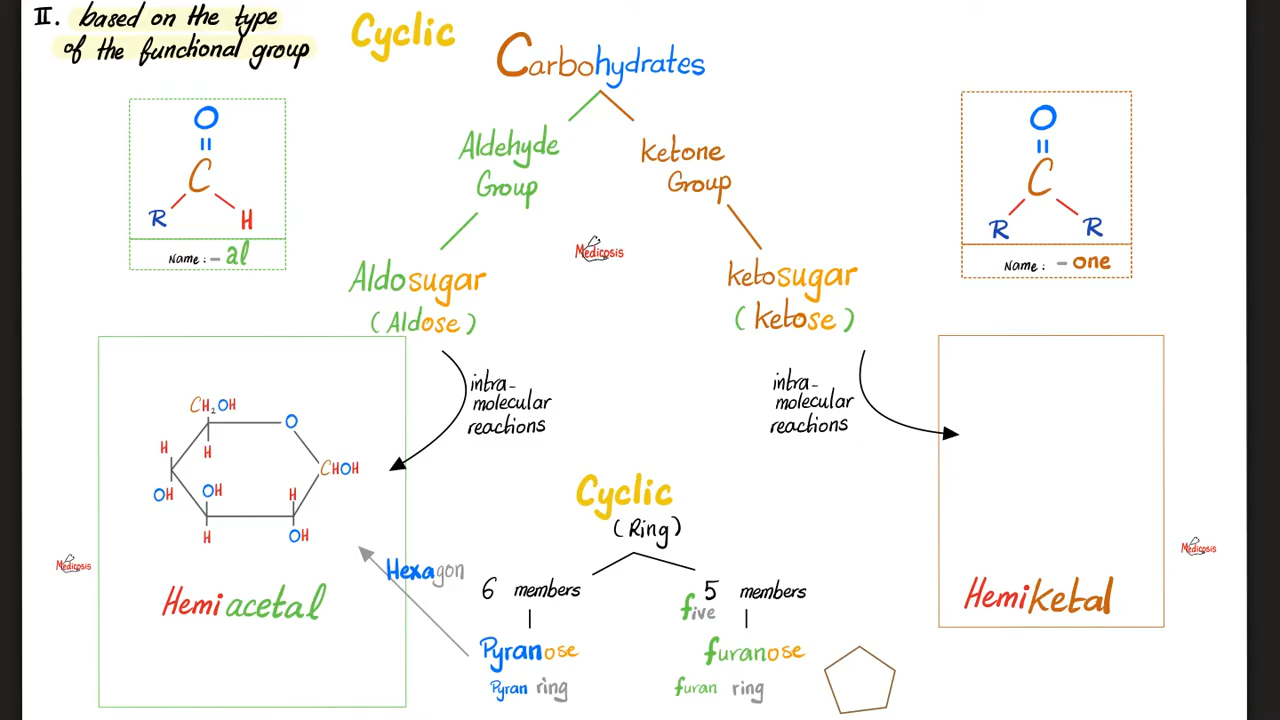 II. based on the type
of the functional group
Cyclic
Carbohydrates
O
C
R
H
Name: - al
Aldehyde
Group
Ketone
Group
O
C
R
R
Name: - one
Medicosis
Aldosugar
(Aldose)
ketosugar
(ketose)
intra-
molecular
reactions
intra-
molecular
reactions
CH₂OH
O
H
H
CHOH
OH
OH
H
H
OH
Hemiacetal
Medicosis
Cyclic
(Ring)
Hexagon
6 members
5 members
five
Pyranose
Pyran ring
furanose
furan ring
Medicosis
Hemiketal